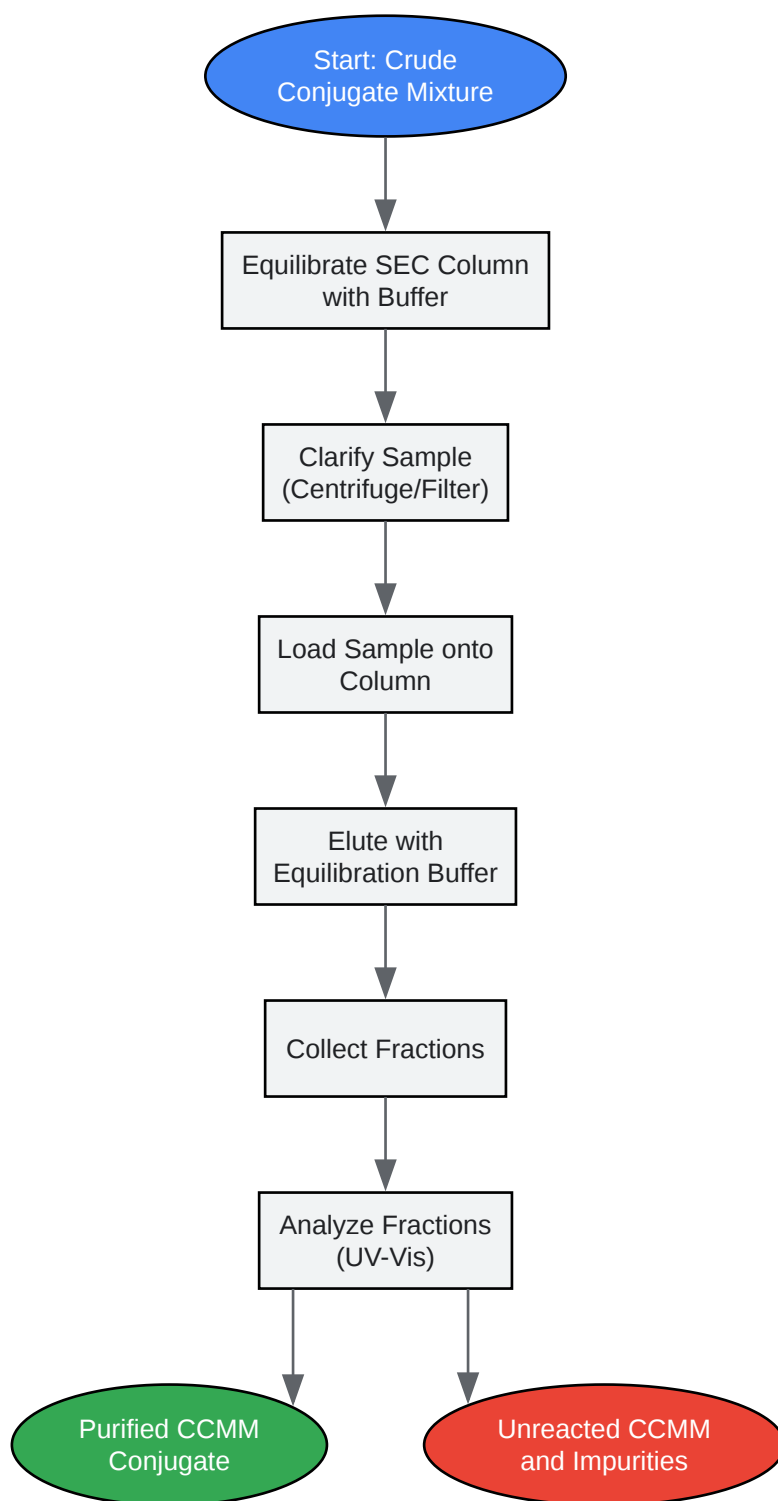 Start: Crude
Conjugate Mixture
Equilibrate SEC Column
with Buffer
Clarify Sample
(Centrifuge/Filter)
Load Sample onto
Column
Elute with
Equilibration Buffer
Collect Fractions
Analyze Fractions
(UV-Vis)
Purified CCMM
Conjugate
Unreacted CCMM
and Impurities